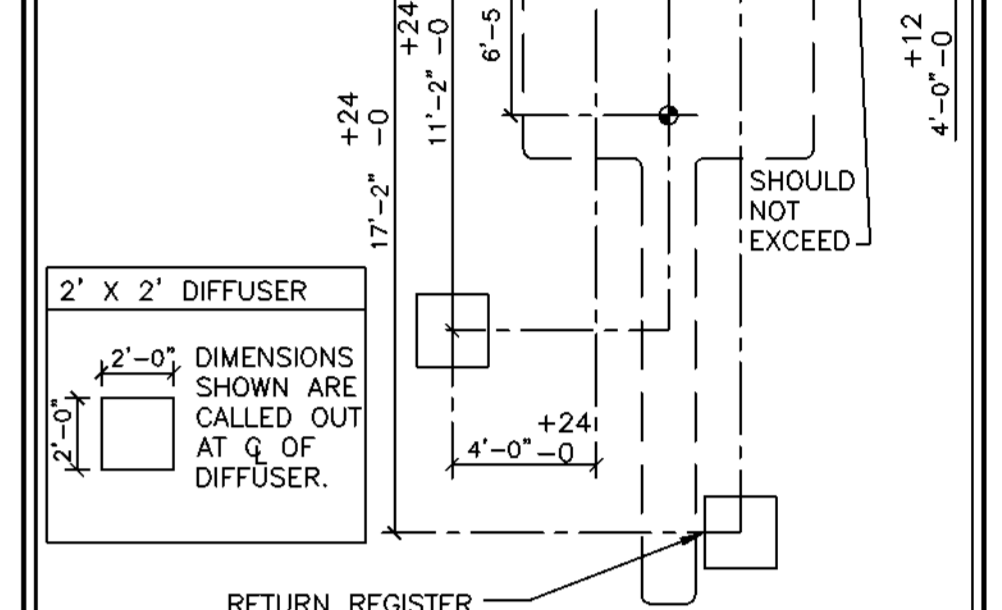 +24
11'-2" -0
6'-5
+12
4'-0"-0
+24
17'-2" -0
SHOULD
NOT
EXCEED
2' X 2' DIFFUSER
2'-0"
2'-0"
DIMENSIONS
SHOWN ARE
CALLED OUT
AT ℄ OF
DIFFUSER.
+24
4'-0"-0
RETURN REGISTER